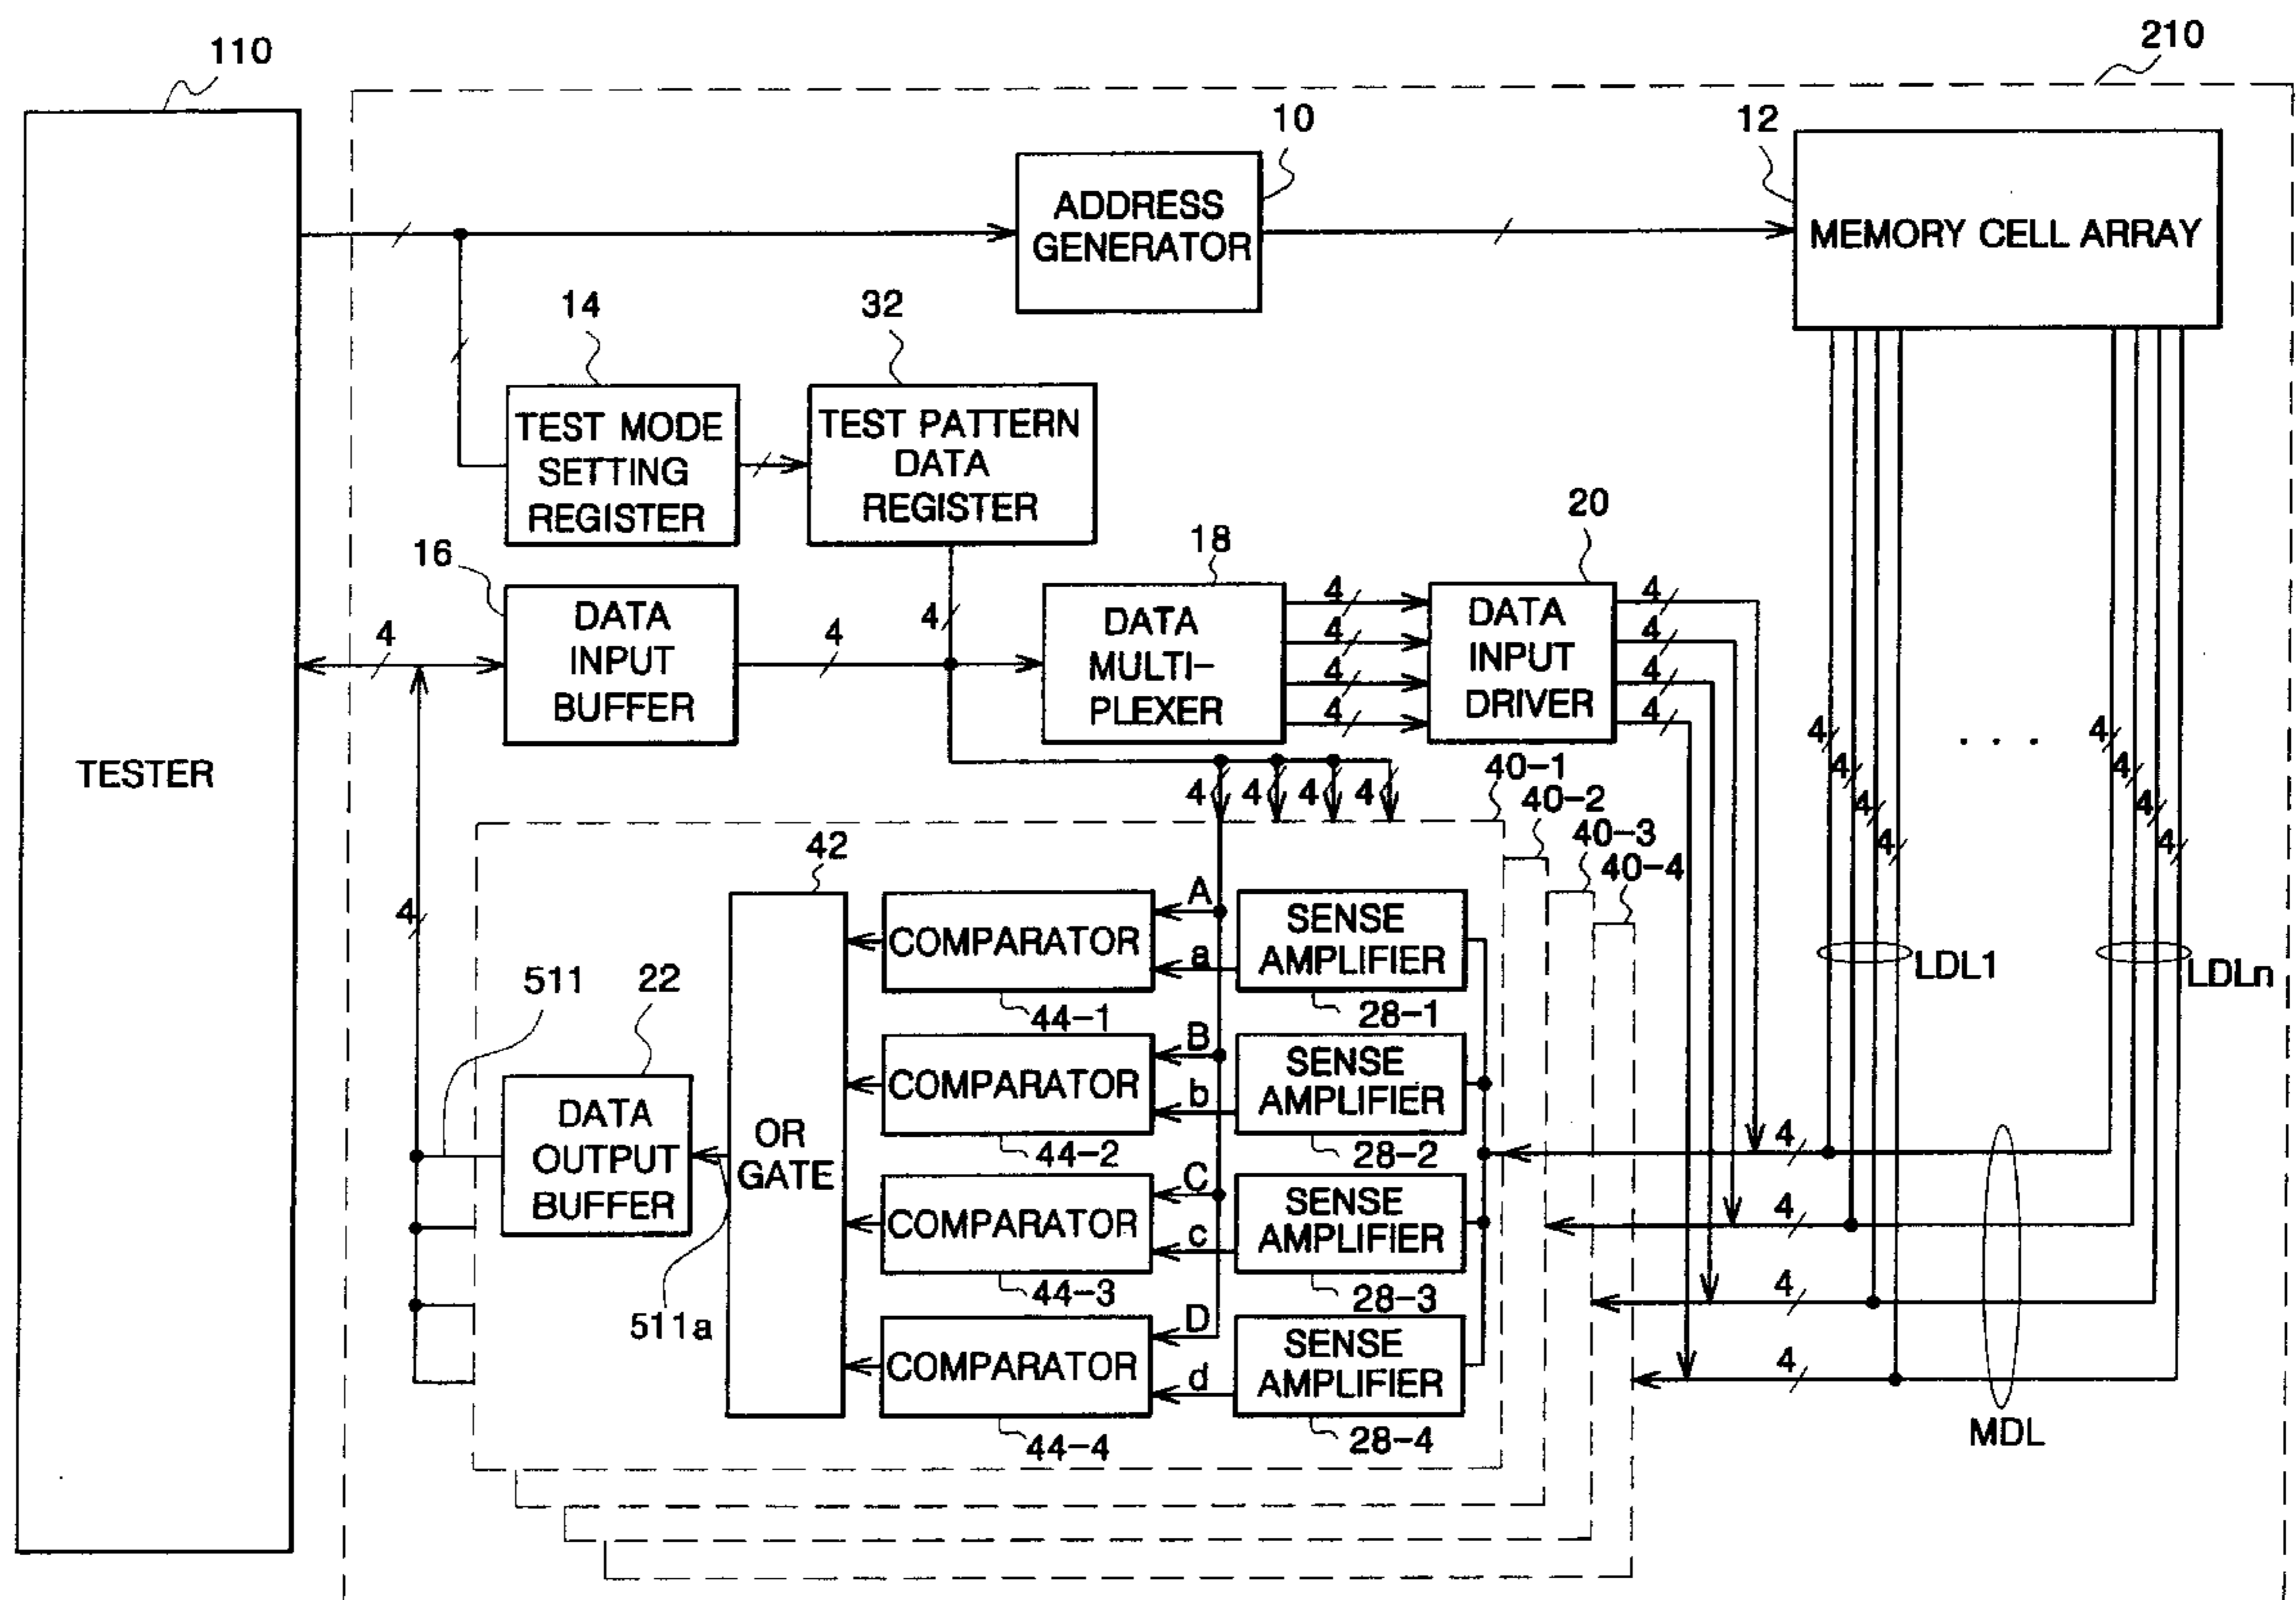 110
210
10
12
ADDRESS
GENERATOR
MEMORY CELL ARRAY
14
32
TEST MODE
SETTING
REGISTER
TEST PATTERN
DATA
REGISTER
16
18
20
DATA
INPUT
BUFFER
4
4
4
DATA
MULTI-
PLEXER
4
4
4
4
DATA
INPUT
DRIVER
4
4
4
4
TESTER
4
4
4
4
4
4
4
4
. . .
4
4
4
4
40-1
40-2
40-3
40-4
42
4
A
a
COMPARATOR
44-1
SENSE
AMPLIFIER
28-1
LDL1
LDLn
511
22
B
b
COMPARATOR
44-2
SENSE
AMPLIFIER
28-2
DATA
OUTPUT
BUFFER
OR
GATE
4
C
c
COMPARATOR
44-3
SENSE
AMPLIFIER
28-3
4
4
511a
D
d
COMPARATOR
44-4
SENSE
AMPLIFIER
28-4
4
MDL